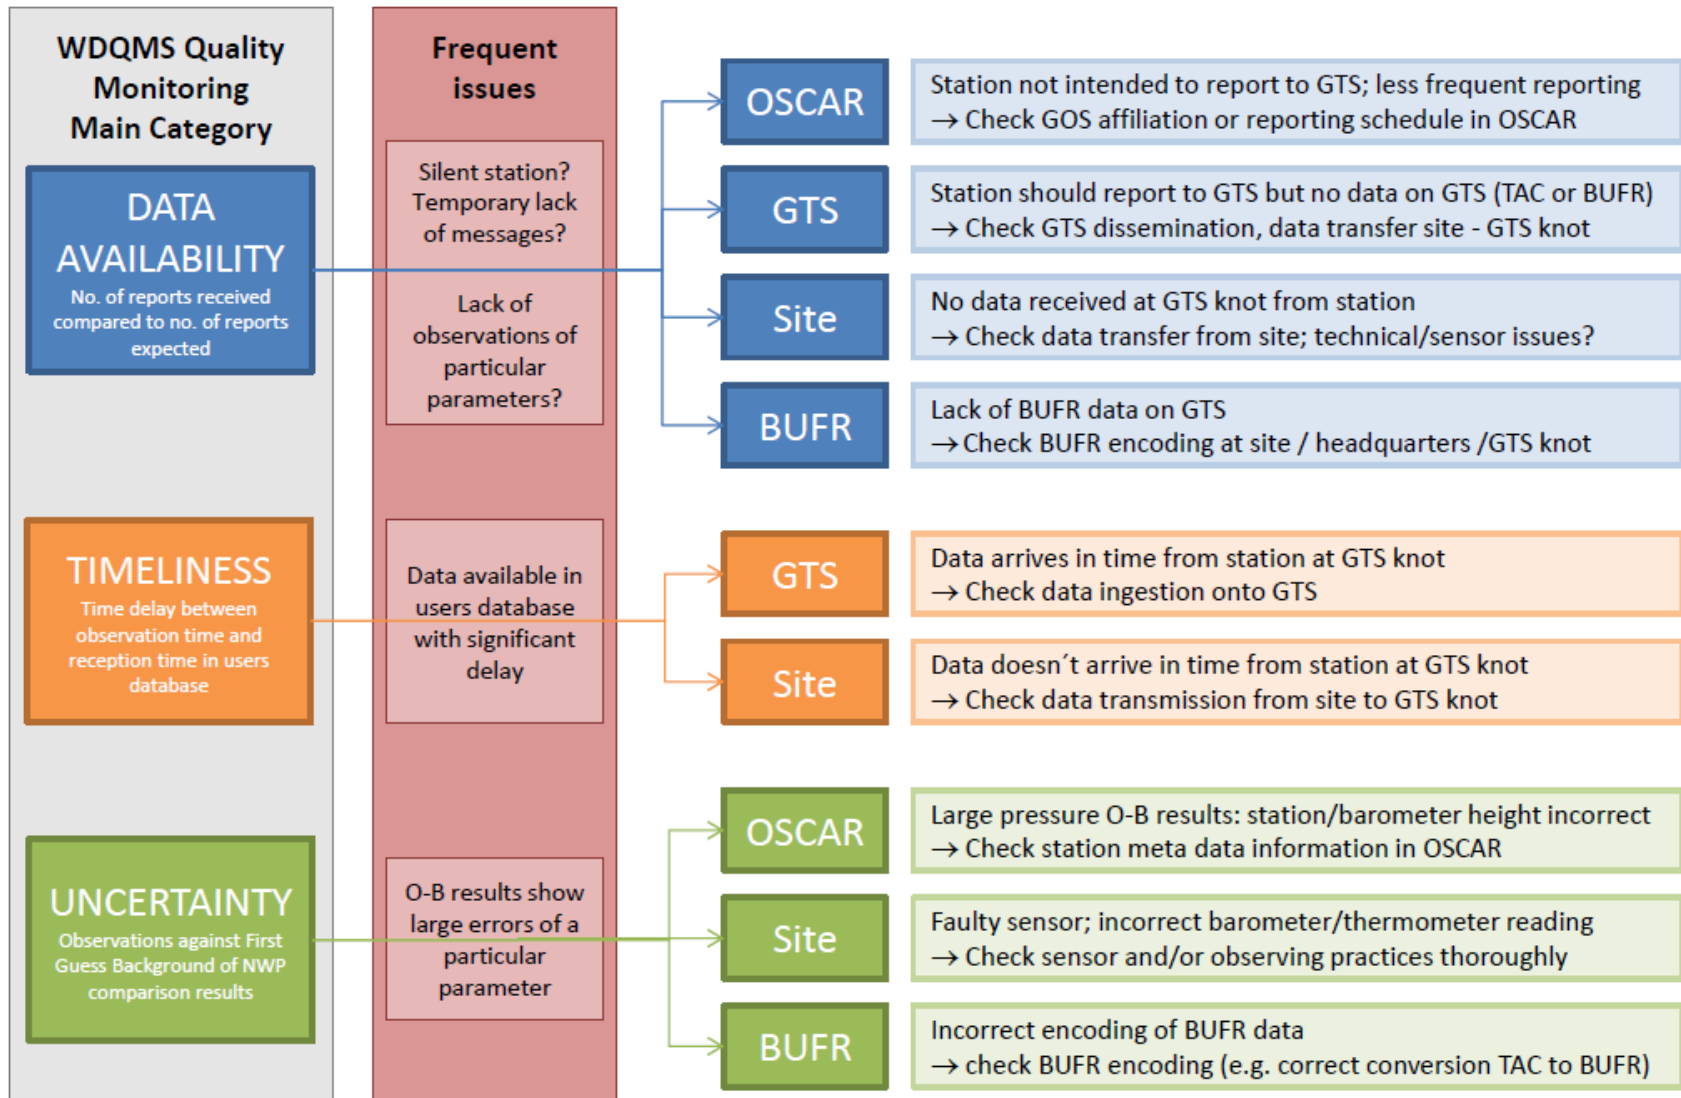 WDQMS Quality
Monitoring
Main Category
Frequent
issues
DATA
AVAILABILITY
No. of reports received
compared to no. of reports
expected
Silent station?
Temporary lack
of messages?
Lack of
observations of
particular
parameters?
OSCAR
Station not intended to report to GTS; less frequent reporting
→ Check GOS affiliation or reporting schedule in OSCAR
GTS
Station should report to GTS but no data on GTS (TAC or BUFR)
→ Check GTS dissemination, data transfer site - GTS knot
Site
No data received at GTS knot from station
→ Check data transfer from site; technical/sensor issues?
BUFR
Lack of BUFR data on GTS
→ Check BUFR encoding at site / headquarters /GTS knot
TIMELINESS
Time delay between
observation time and
reception time in users
database
Data available in
users database
with significant
delay
GTS
Data arrives in time from station at GTS knot
→ Check data ingestion onto GTS
Site
Data doesn´t arrive in time from station at GTS knot
→ Check data transmission from site to GTS knot
UNCERTAINTY
Observations against First
Guess Background of NWP
comparison results
O-B results show
large errors of a
particular
parameter
OSCAR
Large pressure O-B results: station/barometer height incorrect
→ Check station meta data information in OSCAR
Site
Faulty sensor; incorrect barometer/thermometer reading
→ Check sensor and/or observing practices thoroughly
BUFR
Incorrect encoding of BUFR data
→ check BUFR encoding (e.g. correct conversion TAC to BUFR)